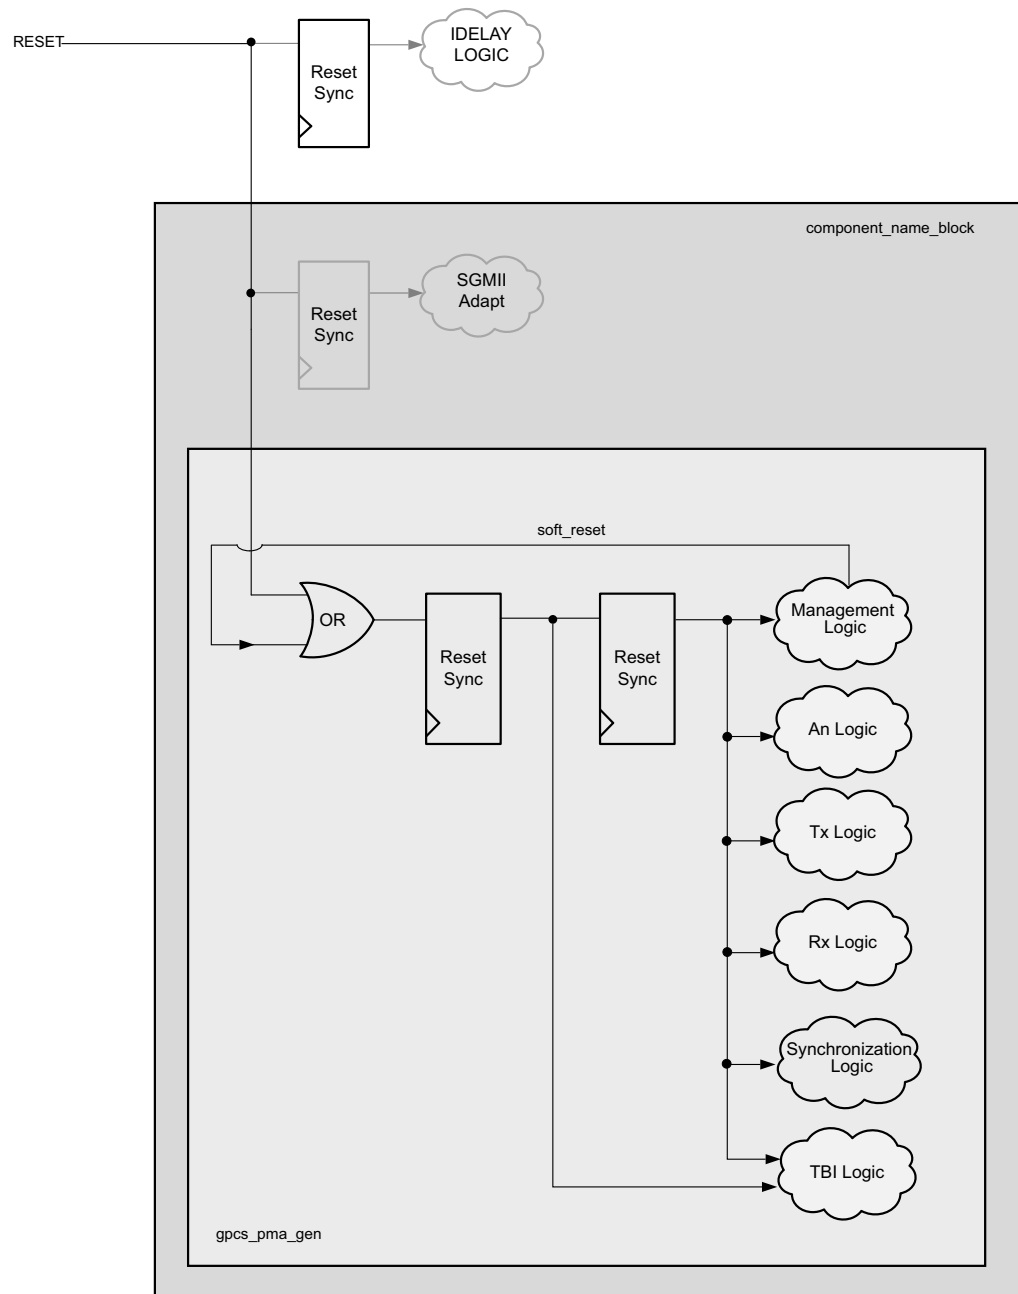 RESET
Reset
Sync
IDELAY
LOGIC
component_name_block
Reset
Sync
SGMII
Adapt
soft_reset
OR
Reset
Sync
Reset
Sync
Management
Logic
An Logic
Tx Logic
Rx Logic
Synchronization
Logic
TBI Logic
gpcs_pma_gen